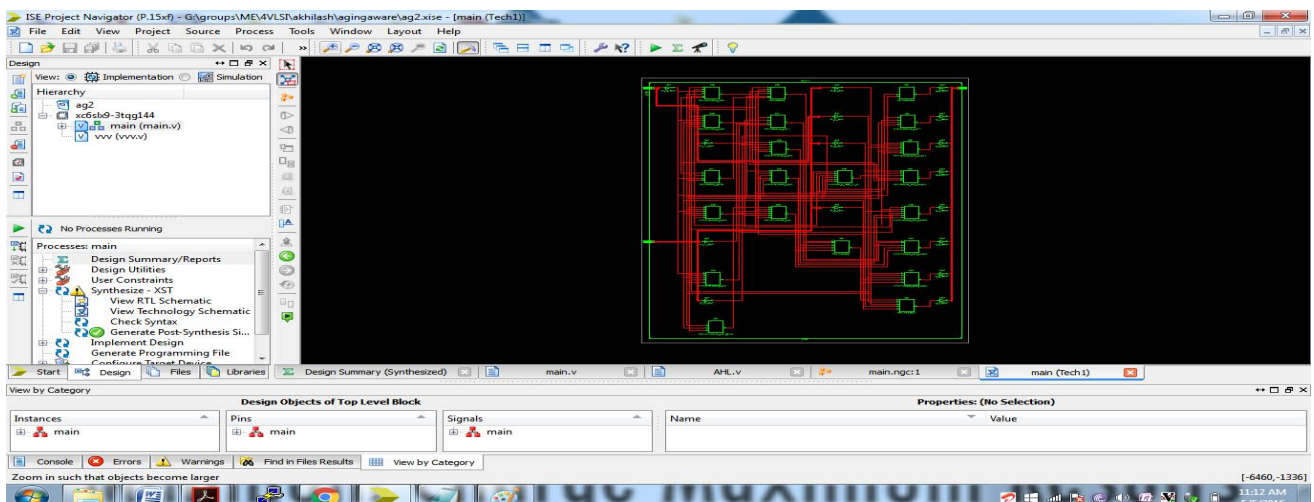 ISE Project Navigator (P.15xf) - G:\groups\ME\4VLSI\akhilash\agingaware\ag2.xise - [main (Tech1)]
File Edit View Project Source Process Tools Window Layout Help
Design
View: Implementation Simulation
Hierarchy
ag2
main (main.v)
vvv (vvv.v)
No Processes Running
Processes: main
Design Summary/Reports
Design Utilities
User Constraints
Synthesize - XST
View RTL Schematic
View Technology Schematic
Check Syntax
Generate Post-Synthesis Si...
Implement Design
Generate Programming File
Configure Target Device
Start Design Files Libraries
Design Summary (Synthesized) main.v AHL.v main.ngc:1 main (Tech1)
View by Category
Design Objects of Top Level Block Properties: (No Selection)
Instances Pins Signals Name Value
main main main
Console Errors Warnings Find in Files Results View by Category
Zoom in such that objects become larger [-6460,-1336]
11:12 AM